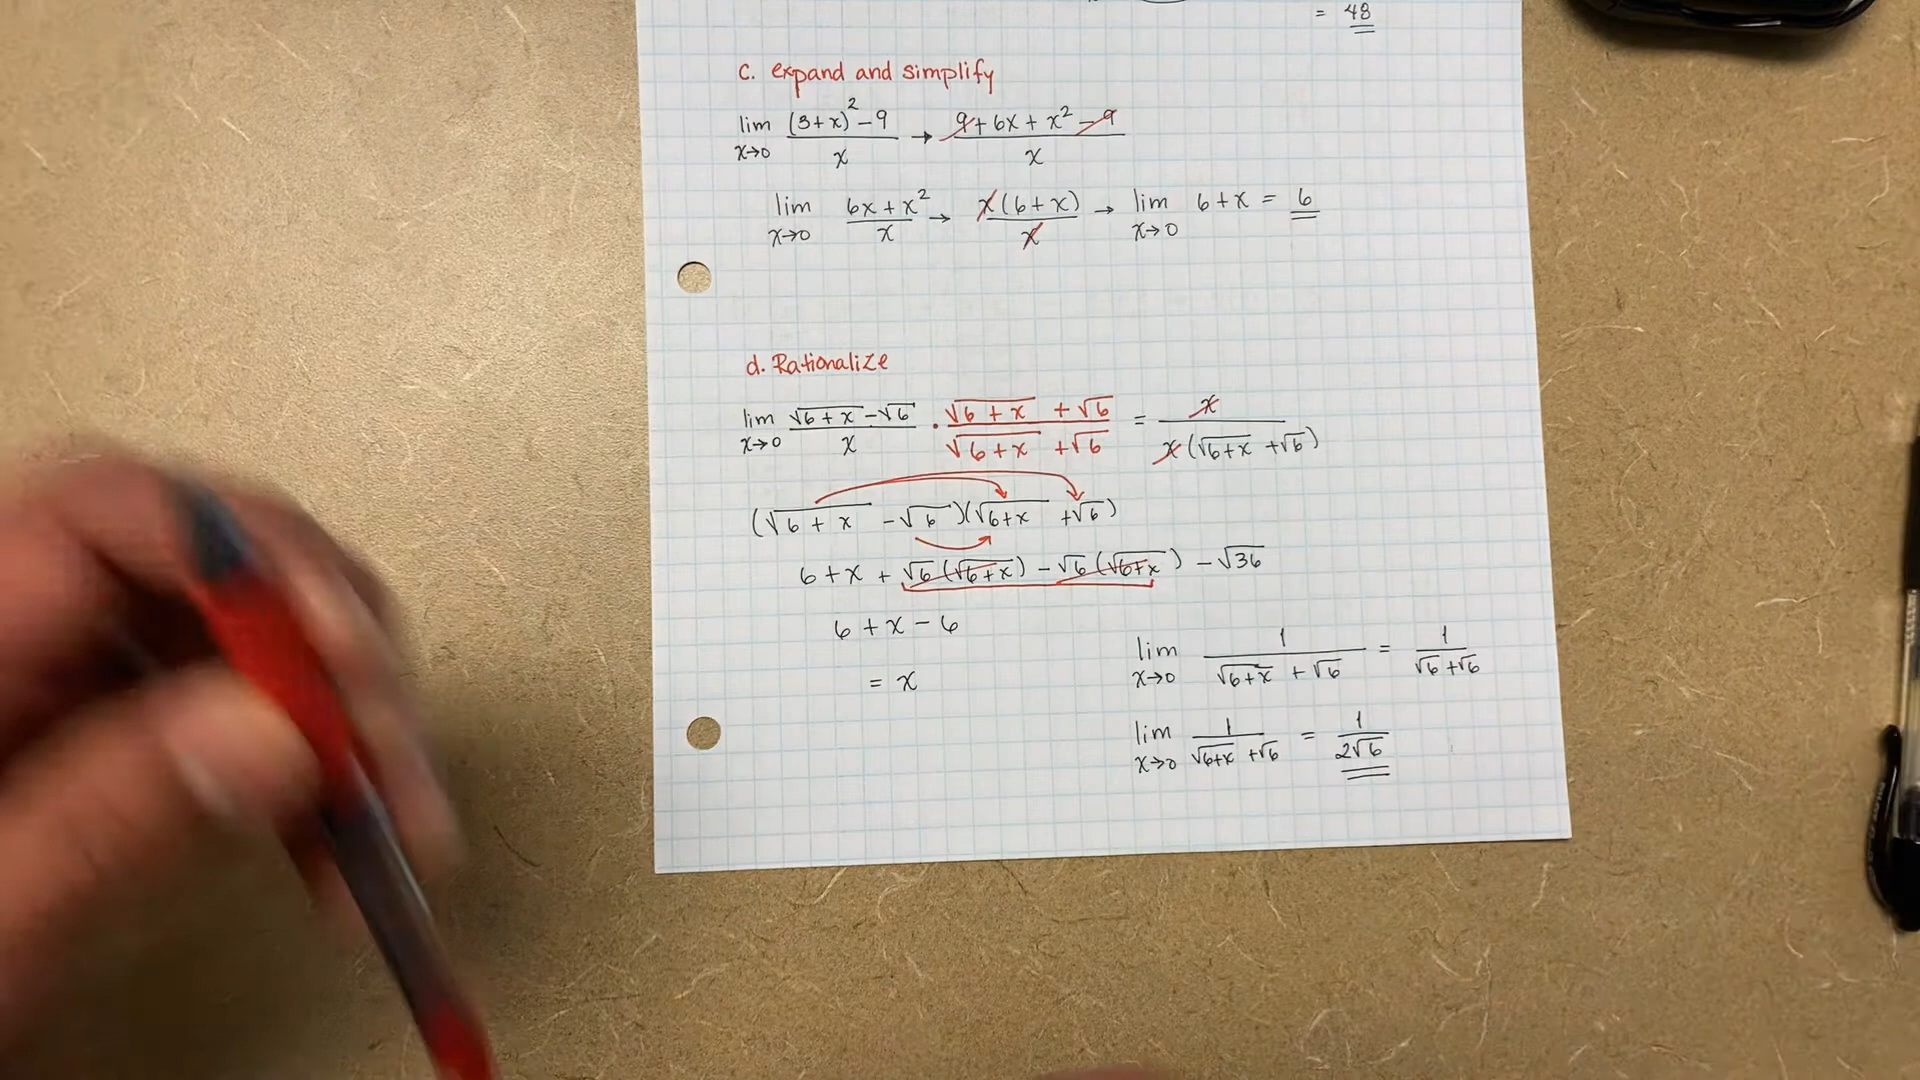 = 48
c. expand and simplify
lim x→0 (3+x)² - 9 / x → 9 + 6x + x² - 9 / x
lim x→0 6x + x² / x → x(6+x) / x → lim x→0 6+x = 6
d. Rationalize
lim x→0 √6+x - √6 / x · √6+x + √6 / √6+x + √6 = x / x(√6+x + √6)
(√6+x - √6)(√6+x + √6)
6+x + √6(√6+x) - √6(√6+x) - √36
6 + x - 6
= x
lim x→0 1 / √6+x + √6 = 1 / √6 + √6
lim x→0 1 / √6+x + √6 = 1 / 2√6